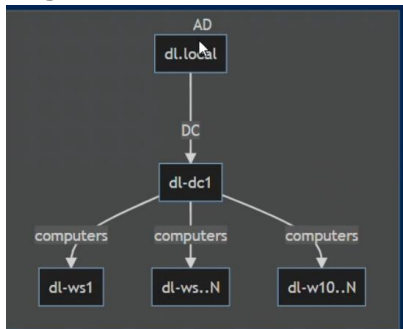 AD
dl.local
DC
dl-dc1
computers computers computers
dl-ws1 dl-ws..N dl-w10..N